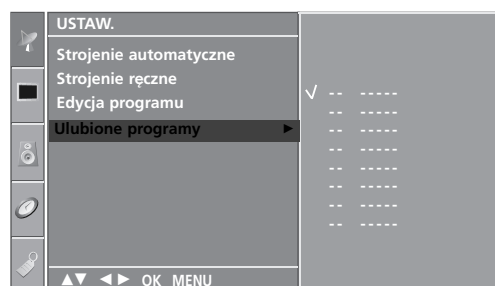 USTAW.
Strojenie automatyczne
Strojenie ręczne
Edycja programu
Ulubione programy ►
√ -- -----
-- -----
-- -----
-- -----
-- -----
-- -----
-- -----
-- -----
▲▼ ◄► OK MENU